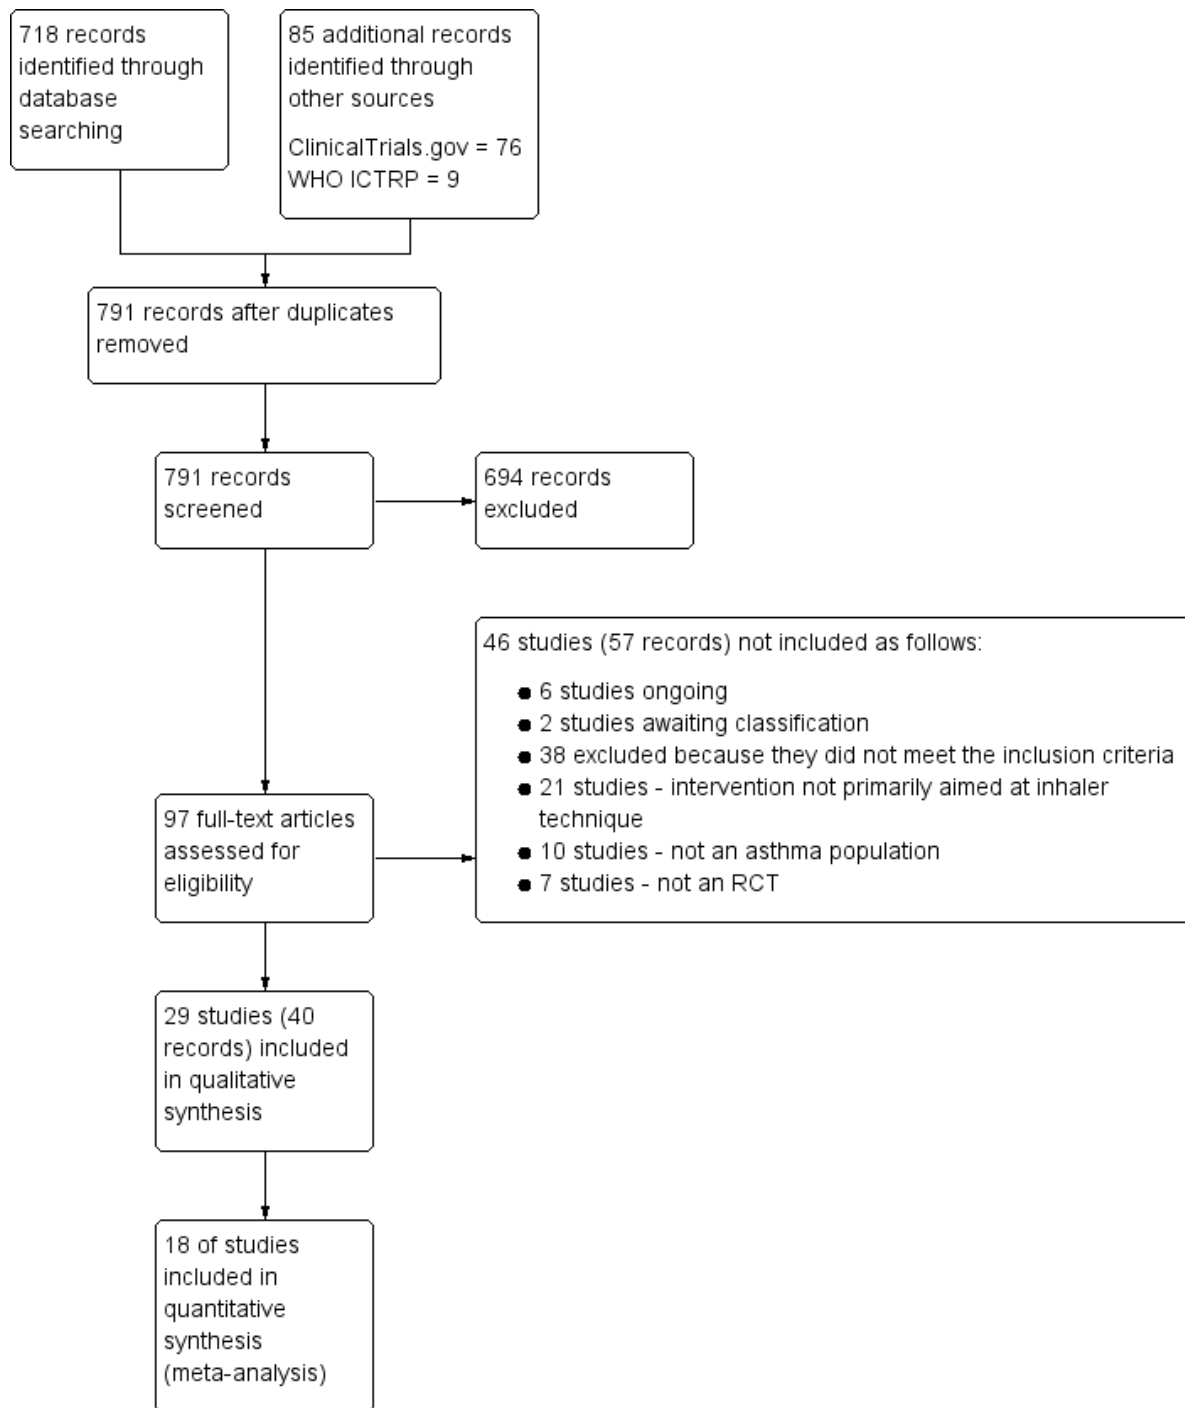 718 records
identified through
database
searching
85 additional records
identified through
other sources
ClinicalTrials.gov = 76
WHO ICTRP = 9
791 records after duplicates
removed
791 records
screened
694 records
excluded
46 studies (57 records) not included as follows:
● 6 studies ongoing
● 2 studies awaiting classification
● 38 excluded because they did not meet the inclusion criteria
● 21 studies - intervention not primarily aimed at inhaler
technique
● 10 studies - not an asthma population
● 7 studies - not an RCT
97 full-text articles
assessed for
eligibility
29 studies (40
records) included
in qualitative
synthesis
18 of studies
included in
quantitative
synthesis
(meta-analysis)